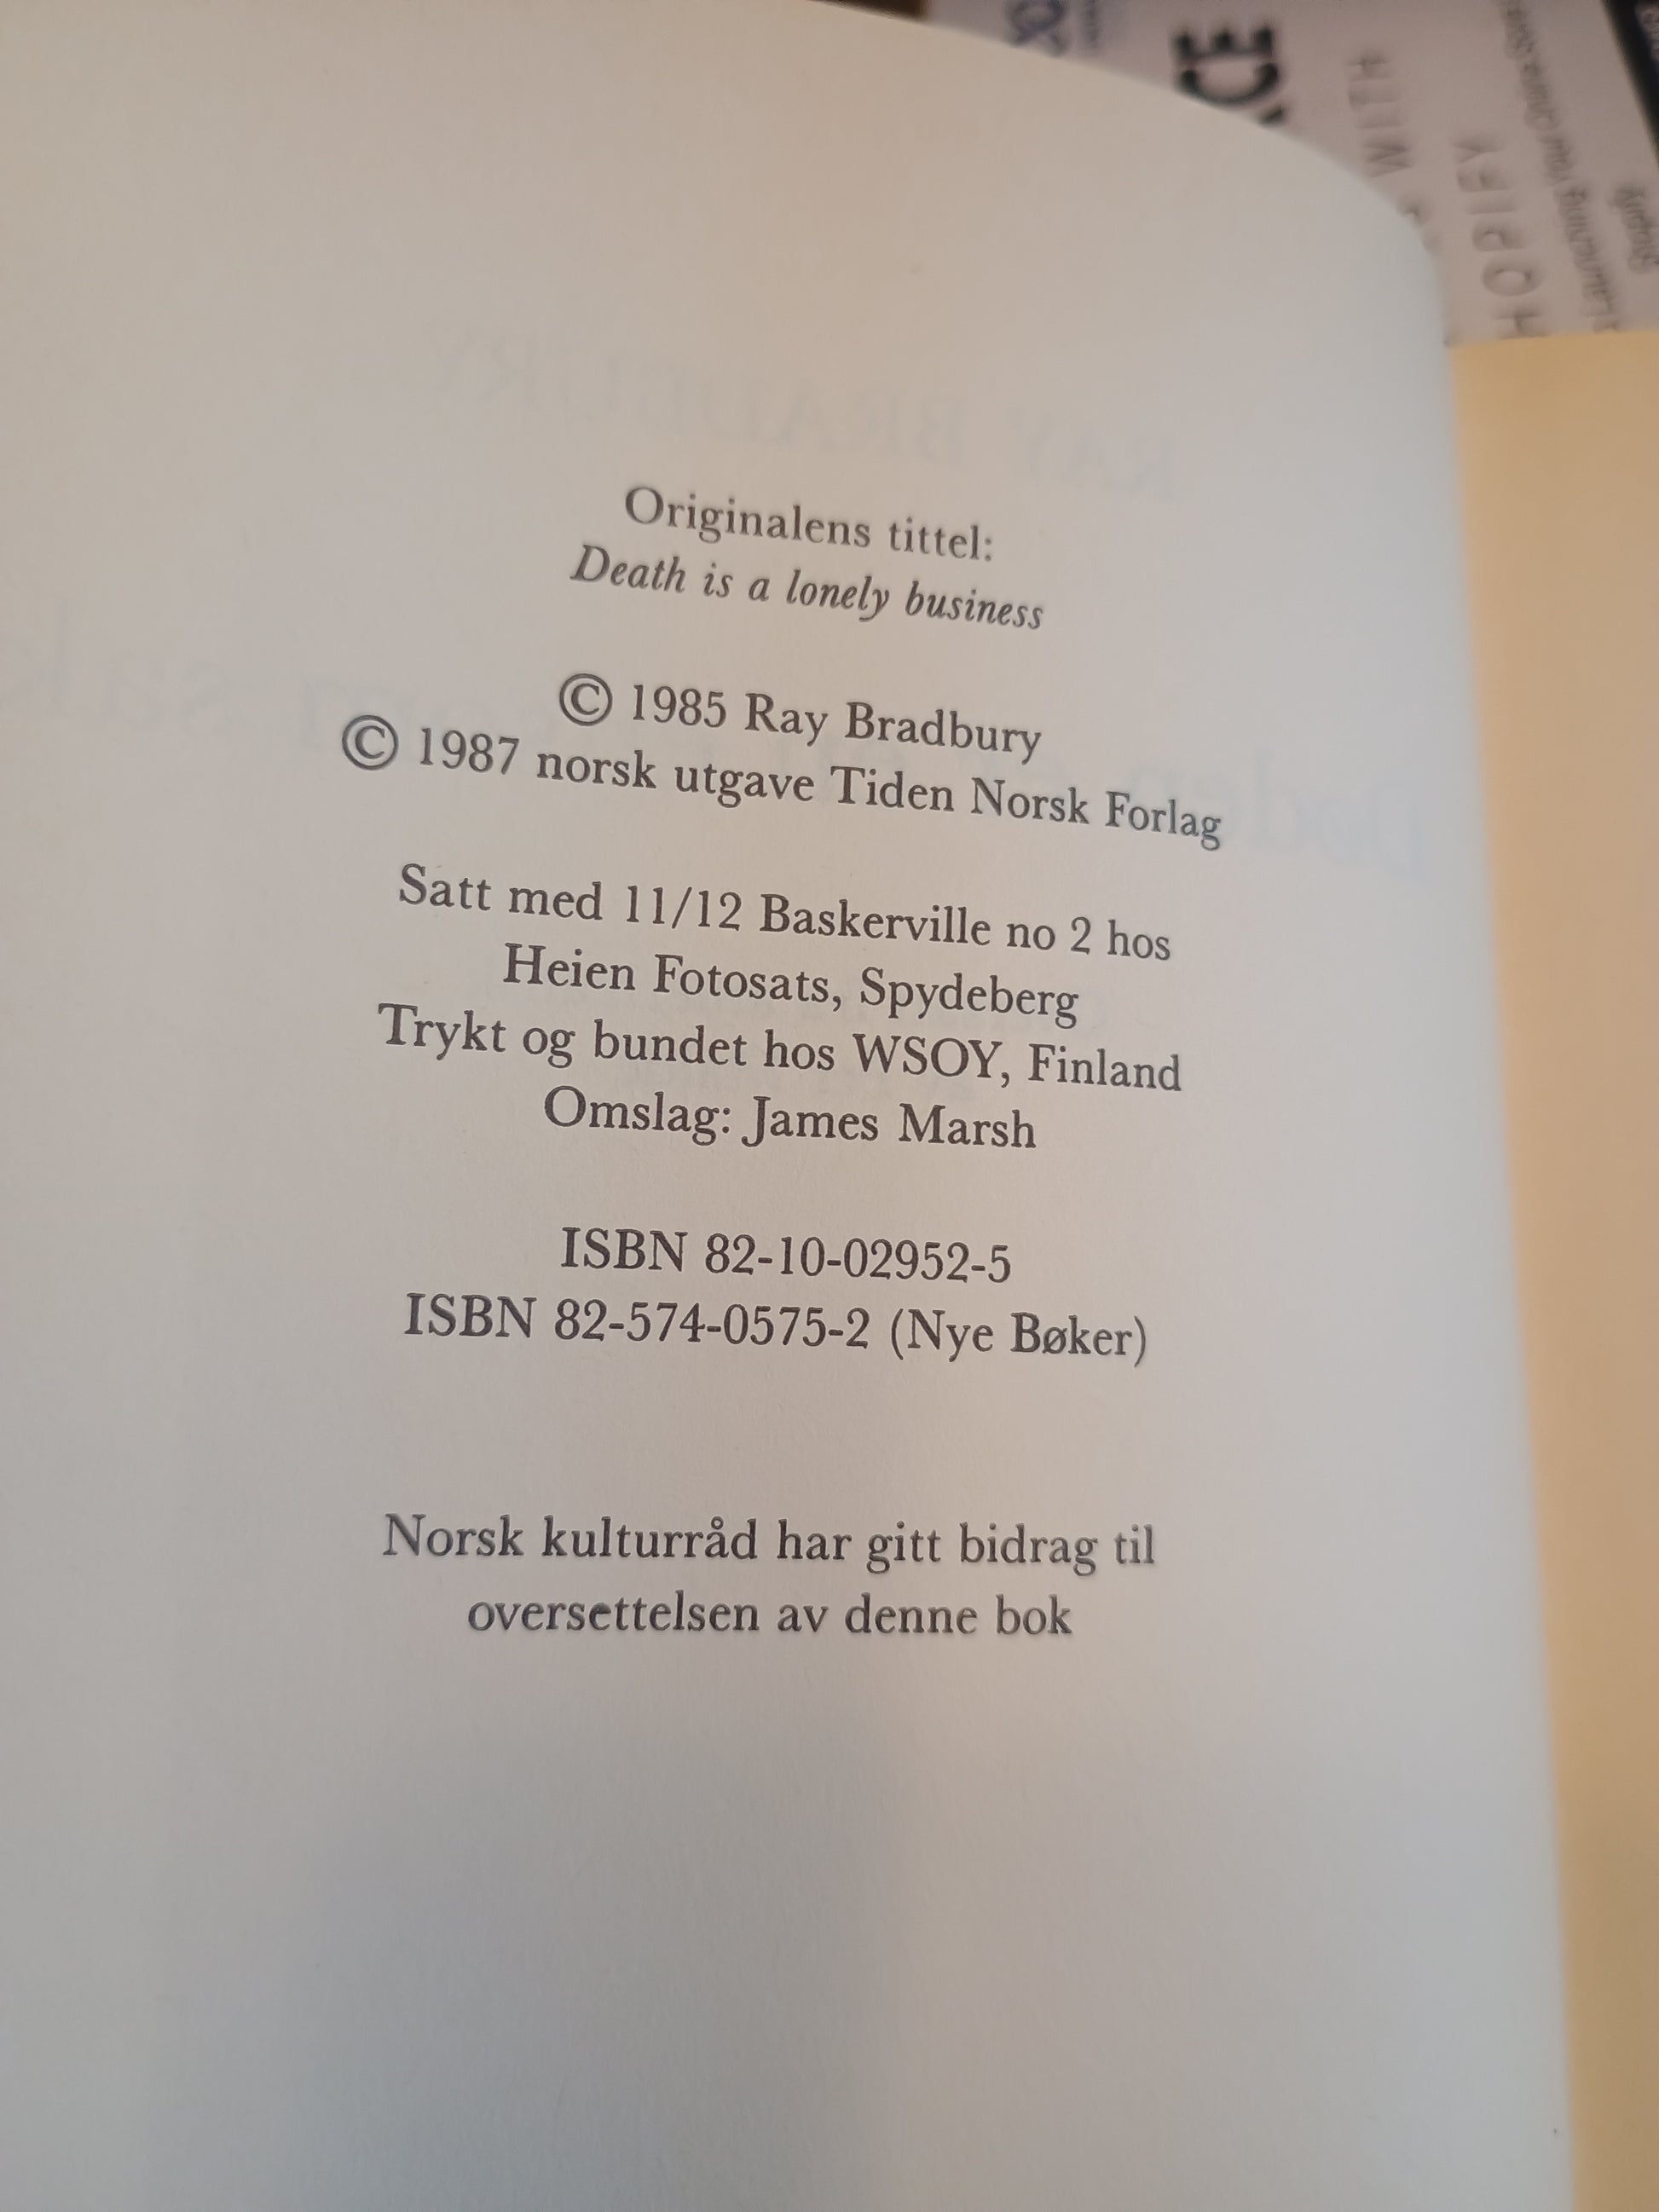 Originalens tittel:
Death is a lonely business
© 1985 Ray Bradbury
© 1987 norsk utgave Tiden Norsk Forlag
Satt med 11/12 Baskerville no 2 hos
Heien Fotosats, Spydeberg
Trykt og bundet hos WSOY, Finland
Omslag: James Marsh
ISBN 82-10-02952-5
ISBN 82-574-0575-2 (Nye Bøker)
Norsk kulturråd har gitt bidrag til
oversettelsen av denne bok
RAY BRADBURY
WITH